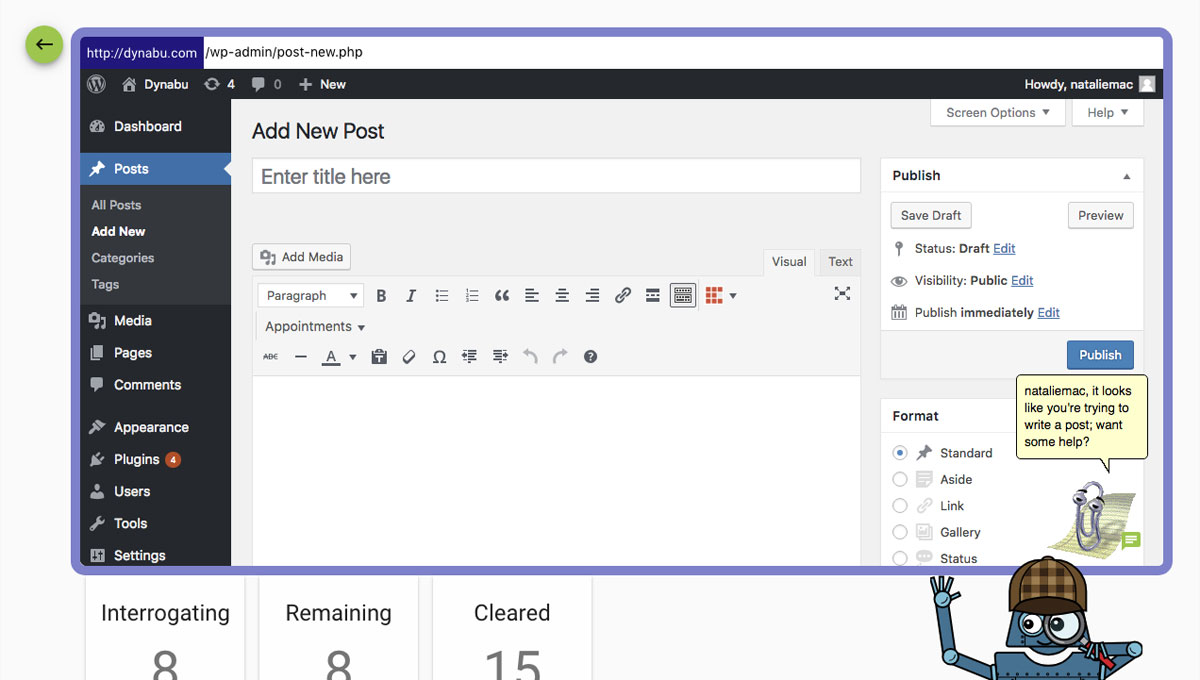 http://dynabu.com/wp-admin/post-new.php
Dynabu 4 0 + New Howdy, nataliemac
Screen Options Help
Dashboard
Posts
All Posts
Add New
Categories
Tags
Media
Pages
Comments
Appearance
Plugins 4
Users
Tools
Settings
Add New Post
Enter title here
Add Media
Visual Text
Paragraph B I
Appointments
ABC A Ω ?
Publish
Save Draft Preview
Status: Draft Edit
Visibility: Public Edit
Publish immediately Edit
Publish
Format
Standard
Aside
Link
Gallery
Status
nataliemac, it looks
like you're trying to
write a post; want
some help?
Interrogating Remaining Cleared
8 8 15